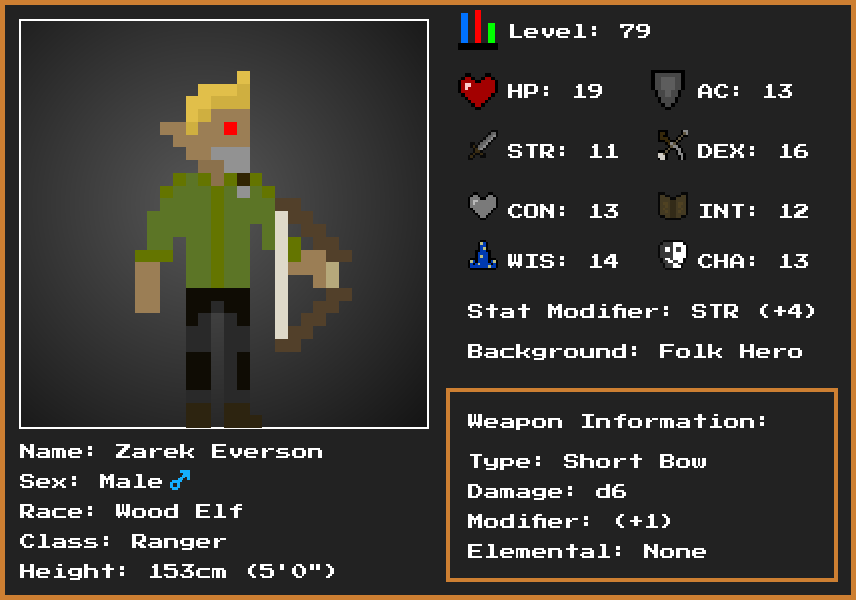 Level: 79
HP: 19
AC: 13
STR: 11
DEX: 16
CON: 13
INT: 12
WIS: 14
CHA: 13
Stat Modifier: STR (+4)
Background: Folk Hero
Weapon Information:
Type: Short Bow
Damage: d6
Modifier: (+1)
Elemental: None
Name: Zarek Everson
Sex: Male♂
Race: Wood Elf
Class: Ranger
Height: 153cm (5'0")